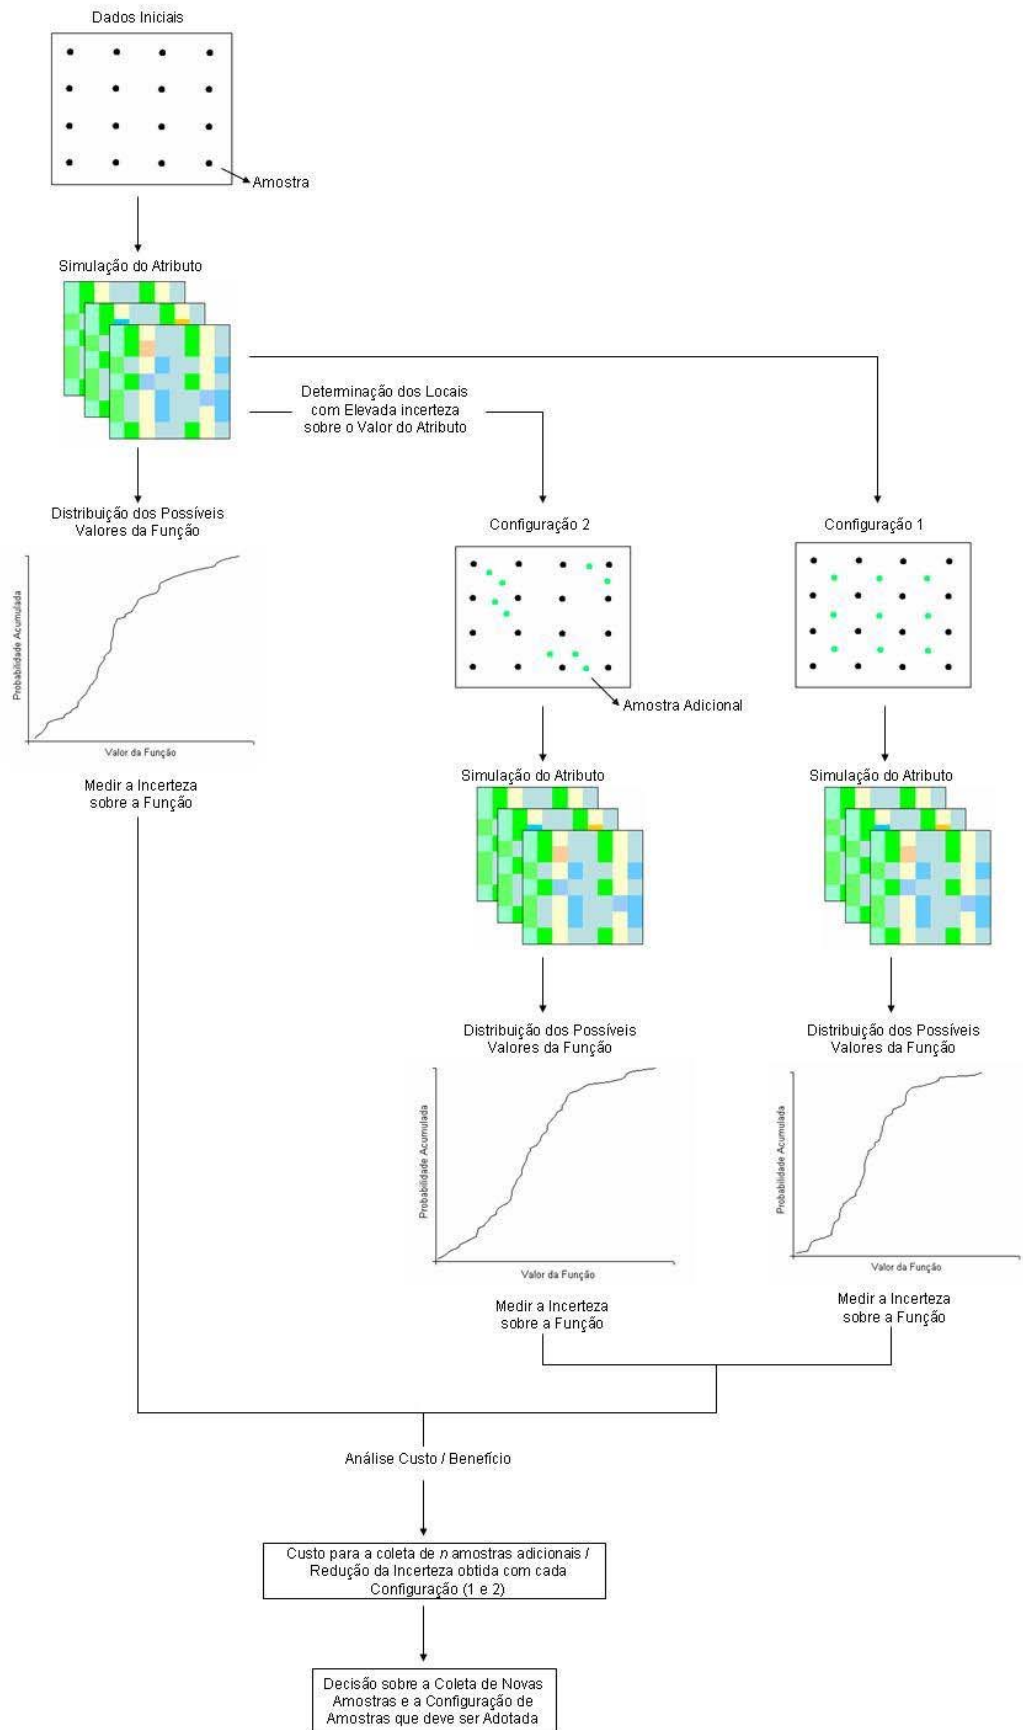 Dados Iniciais
Amostra
Simulação do Atributo
Determinação dos Locais
com Elevada incerteza
sobre o Valor do Atributo
Distribuição dos Possíveis
Valores da Função
Probabilidade Acumulada
Valor da Função
Medir a Incerteza
sobre a Função
Configuração 2
Configuração 1
Amostra Adicional
Simulação do Atributo
Simulação do Atributo
Distribuição dos Possíveis
Valores da Função
Distribuição dos Possíveis
Valores da Função
Probabilidade Acumulada
Valor da Função
Probabilidade Acumulada
Valor da Função
Medir a Incerteza
sobre a Função
Medir a Incerteza
sobre a Função
Análise Custo / Benefício
Custo para a coleta de n amostras adicionais /
Redução da Incerteza obtida com cada
Configuração (1 e 2)
Decisão sobre a Coleta de Novas
Amostras e a Configuração de
Amostras que deve ser Adotada